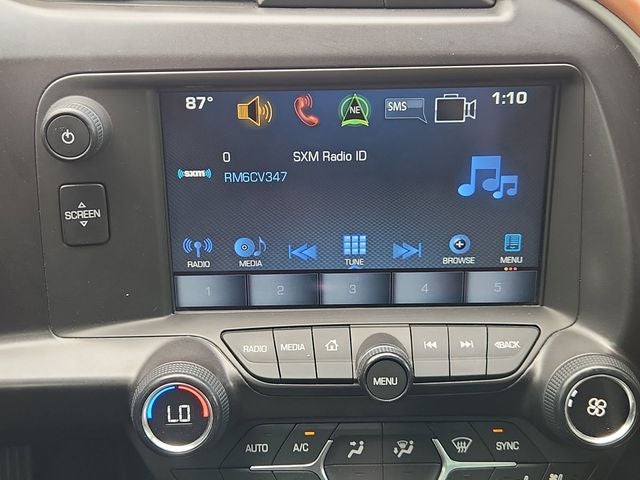 87° NE SMS 1:10
0 SXM Radio ID
((sxm)) RM6CV347
SCREEN
RADIO MEDIA TUNE BROWSE MENU
1 2 3 4 5
RADIO MEDIA BACK
MENU
LO
AUTO A/C SYNC